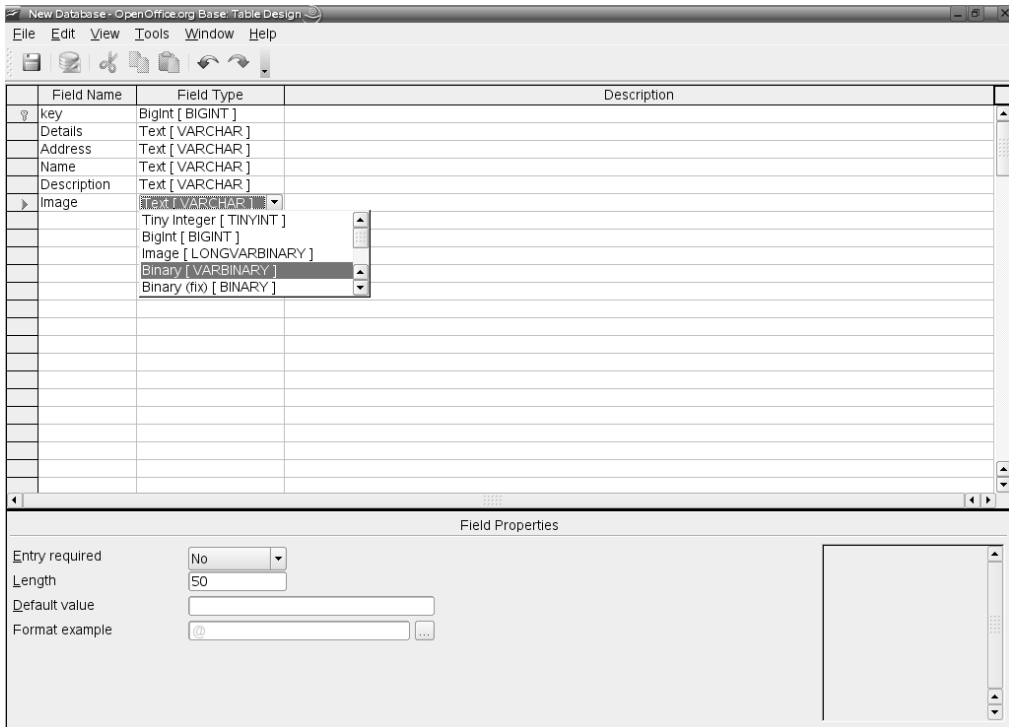 New Database - OpenOffice.org Base: Table Design
File Edit View Tools Window Help
Field Name Field Type Description
key BigInt [ BIGINT ]
Details Text [ VARCHAR ]
Address Text [ VARCHAR ]
Name Text [ VARCHAR ]
Description Text [ VARCHAR ]
Image Text [ VARCHAR ]
Tiny Integer [ TINYINT ]
BigInt [ BIGINT ]
Image [ LONGVARBINARY ]
Binary [ VARBINARY ]
Binary (fix) [ BINARY ]
Field Properties
Entry required No
Length 50
Default value
Format example @ ...